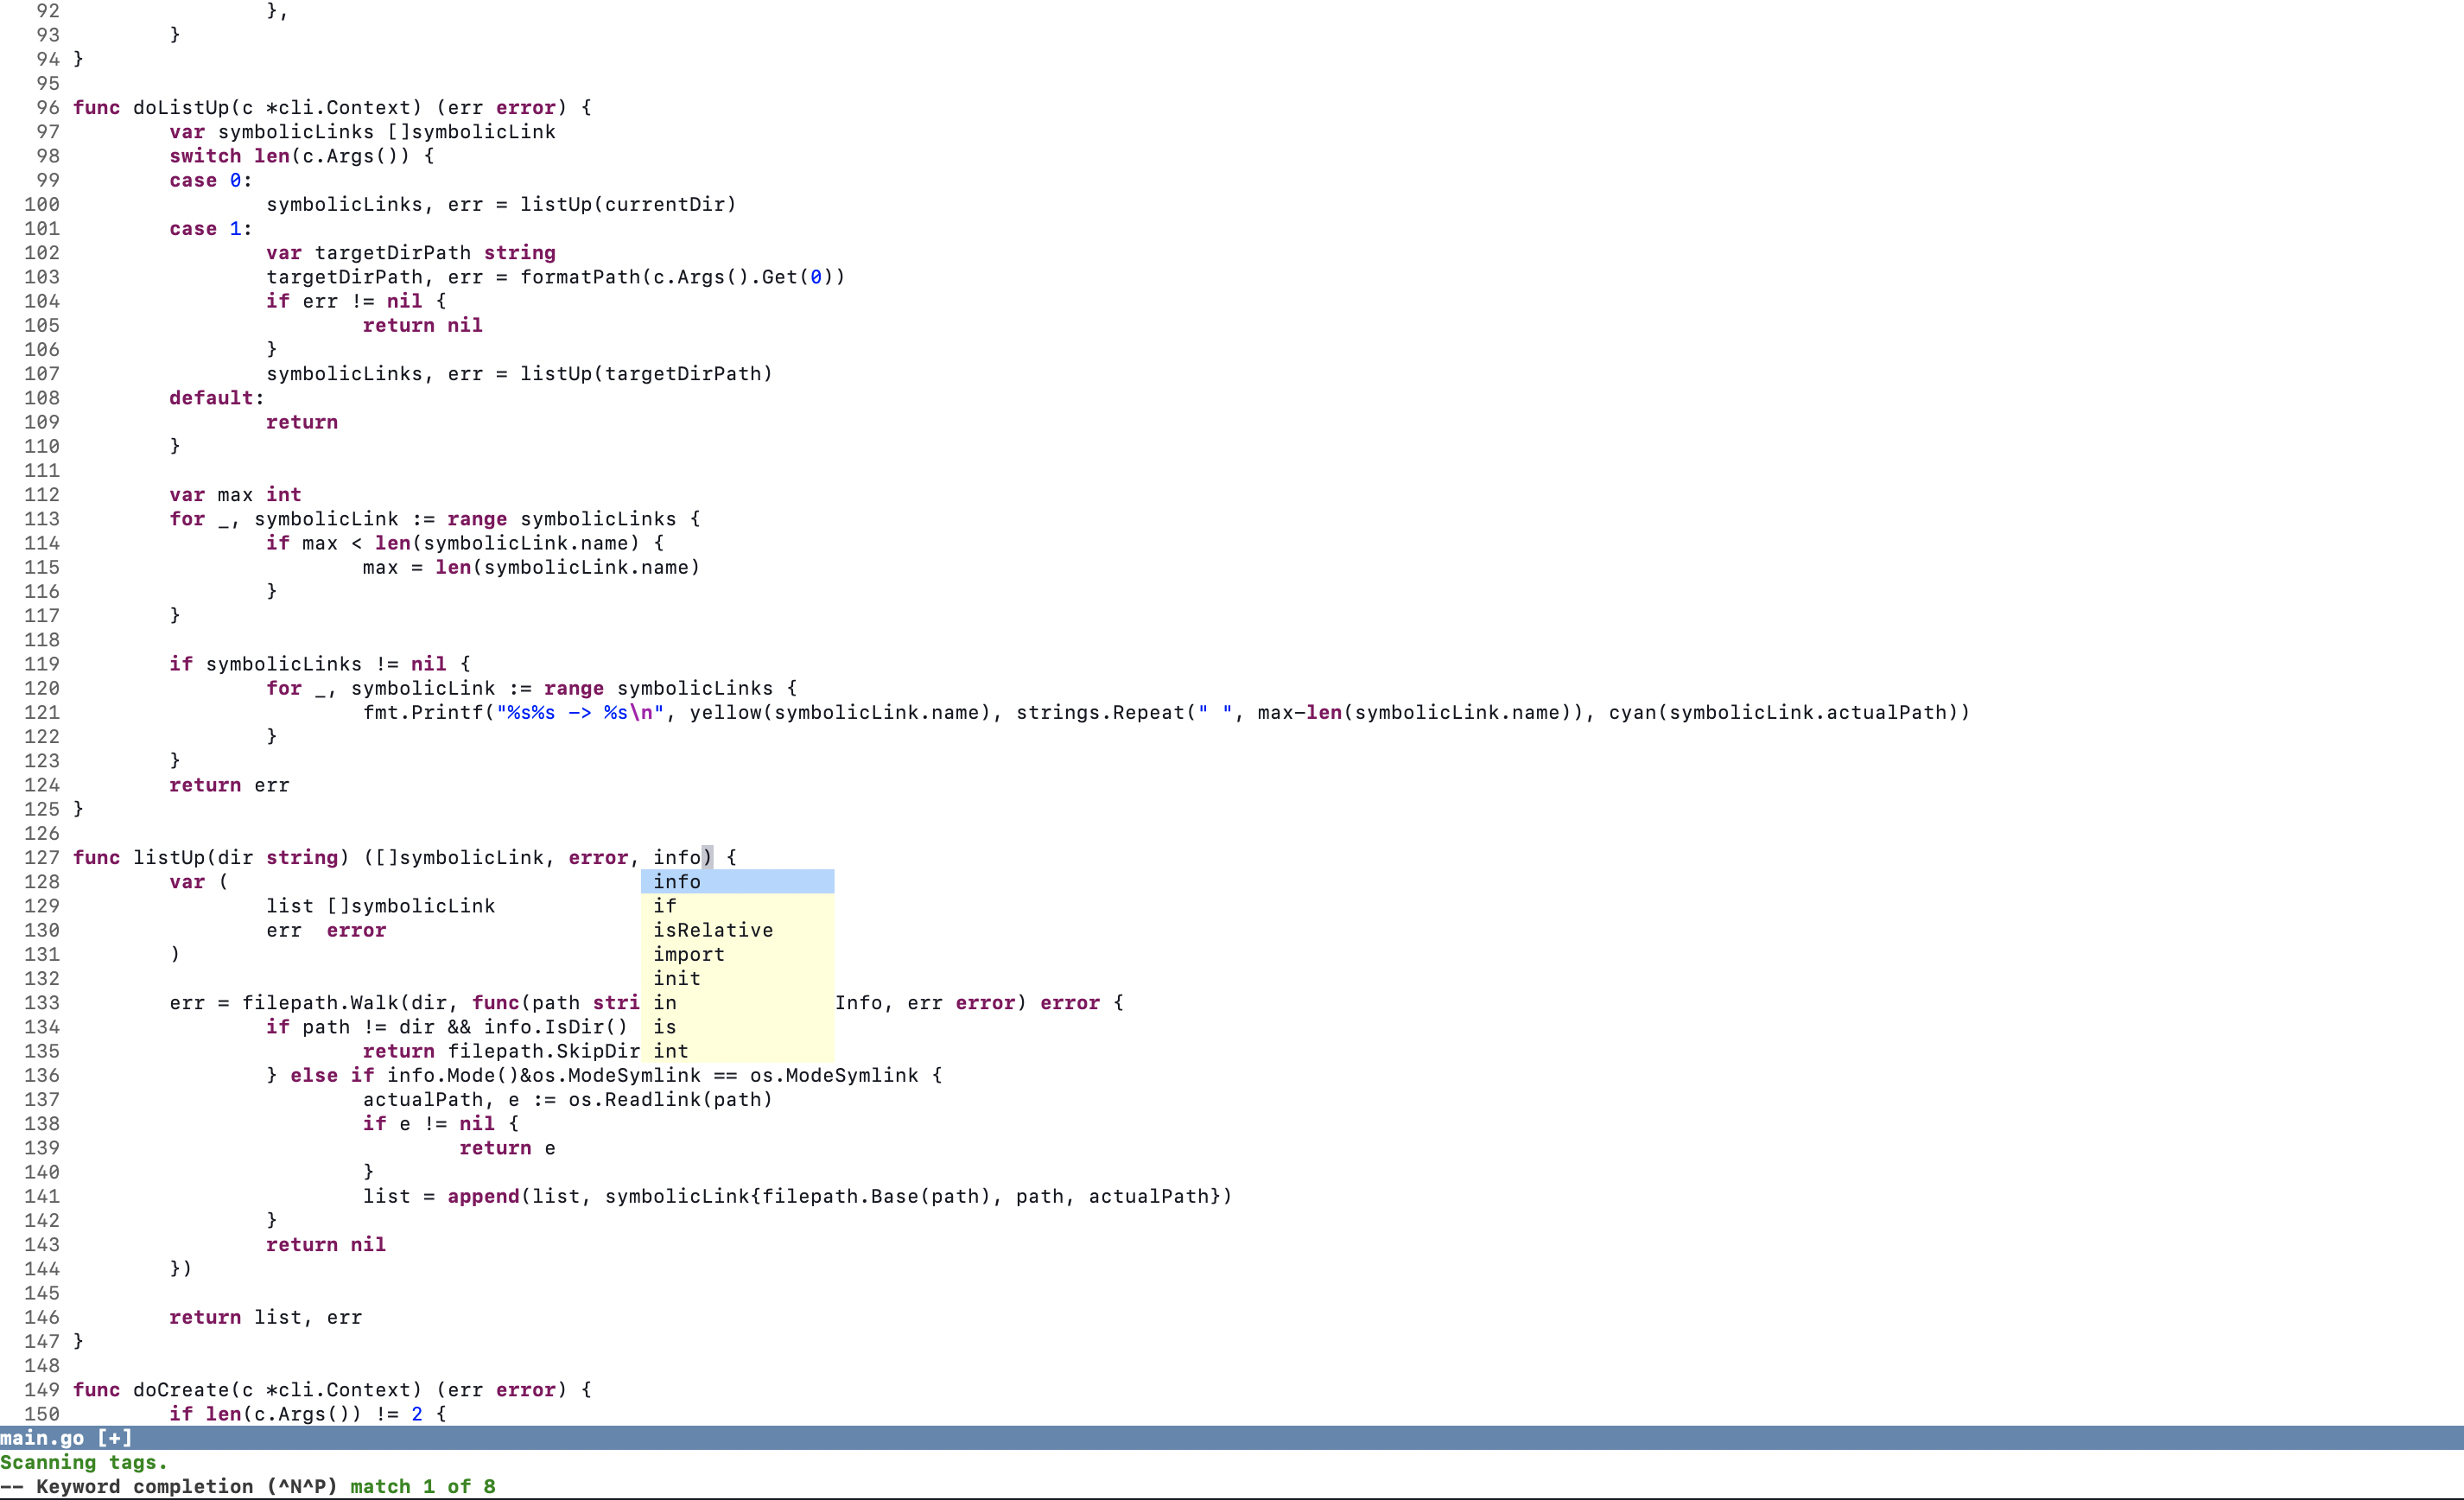 92                 },
93         }
94 }
95
96 func doListUp(c *cli.Context) (err error) {
97         var symbolicLinks []symbolicLink
98         switch len(c.Args()) {
99         case 0:
100                 symbolicLinks, err = listUp(currentDir)
101         case 1:
102                 var targetDirPath string
103                 targetDirPath, err = formatPath(c.Args().Get(0))
104                 if err != nil {
105                         return nil
106                 }
107                 symbolicLinks, err = listUp(targetDirPath)
108         default:
109                 return
110         }
111
112         var max int
113         for _, symbolicLink := range symbolicLinks {
114                 if max < len(symbolicLink.name) {
115                         max = len(symbolicLink.name)
116                 }
117         }
118
119         if symbolicLinks != nil {
120                 for _, symbolicLink := range symbolicLinks {
121                         fmt.Printf("%s%s -> %s\n", yellow(symbolicLink.name), strings.Repeat(" ", max-len(symbolicLink.name)), cyan(symbolicLink.actualPath))
122                 }
123         }
124         return err
125 }
126
127 func listUp(dir string) ([]symbolicLink, error, info) {
128         var (                                   info
129                 list []symbolicLink             if
130                 err  error                      isRelative
131         )                                       import
132                                                 init
133         err = filepath.Walk(dir, func(path stri in             Info, err error) error {
134                 if path != dir && info.IsDir()  is
135                         return filepath.SkipDir int
136                 } else if info.Mode()&os.ModeSymlink == os.ModeSymlink {
137                         actualPath, e := os.Readlink(path)
138                         if e != nil {
139                                 return e
140                         }
141                         list = append(list, symbolicLink{filepath.Base(path), path, actualPath})
142                 }
143                 return nil
144         })
145
146         return list, err
147 }
148
149 func doCreate(c *cli.Context) (err error) {
150         if len(c.Args()) != 2 {
main.go [+]
Scanning tags.
-- Keyword completion (^N^P) match 1 of 8